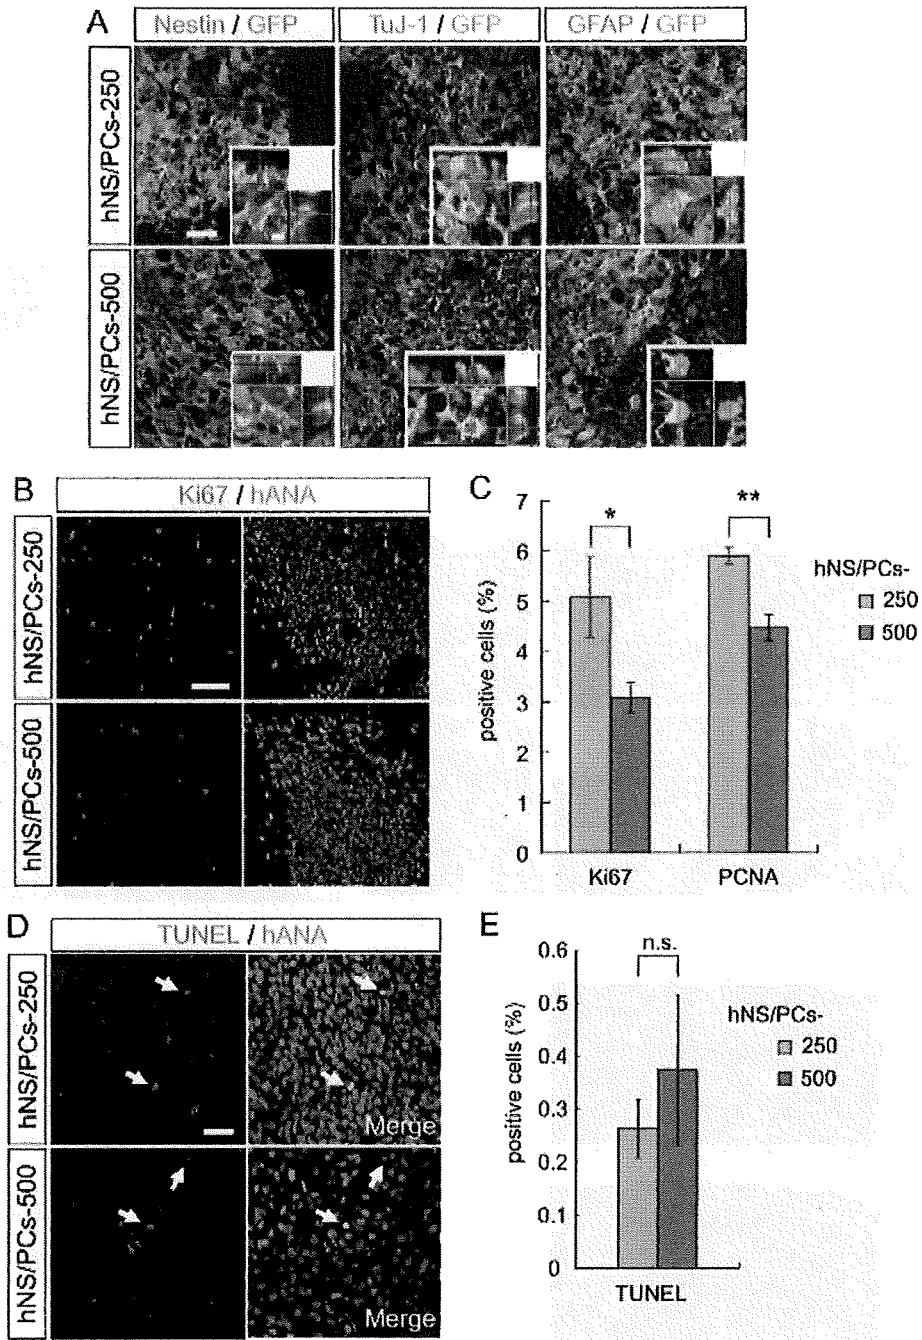 A
Nestin / GFP
TuJ-1 / GFP
GFAP / GFP
hNS/PCs-250
hNS/PCs-500
B
Ki67 / hANA
hNS/PCs-250
hNS/PCs-500
C
positive cells (%)
7
6
5
4
3
2
1
0
*
**
Ki67
PCNA
hNS/PCs-
250
500
D
TUNEL / hANA
hNS/PCs-250
Merge
hNS/PCs-500
Merge
E
positive cells (%)
0.6
0.5
0.4
0.3
0.2
0.1
0
n.s.
TUNEL
hNS/PCs-
250
500